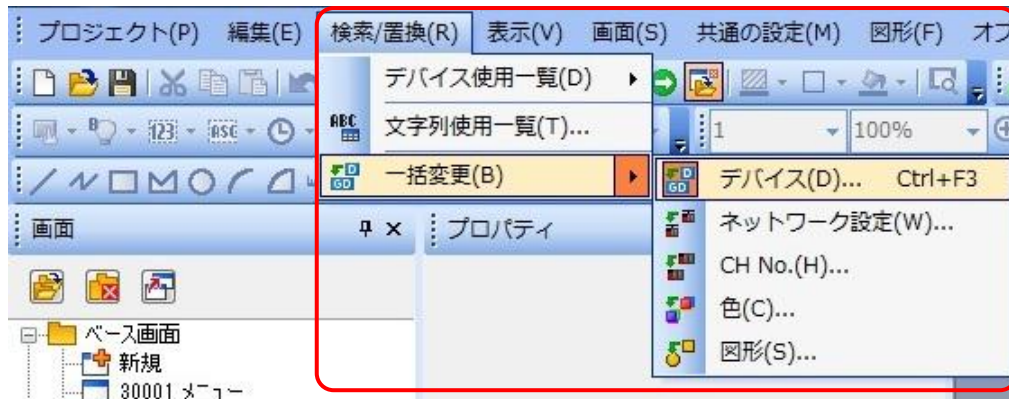 プロジェクト(P) 編集(E) 検索/置換(R) 表示(V) 画面(S) 共通の設定(M) 図形(F) オブ
デバイス使用一覧(D)
ABC 文字列使用一覧(T)...
1 100%
一括変更(B)
デバイス(D)... Ctrl+F3
画面
プロパティ
ネットワーク設定(W)...
CH No.(H)...
色(C)...
図形(S)...
ベース画面
新規
30001 メニュー